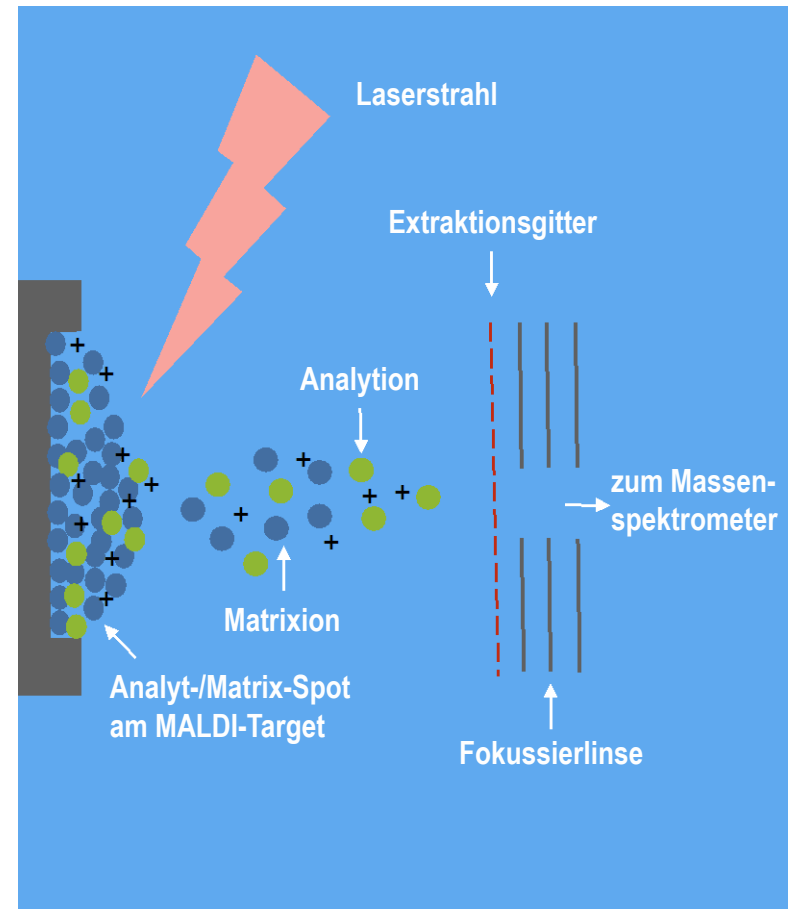 Laserstrahl
Extraktionsgitter
Analytion
zum Massen-
spektrometer
Matrixion
Analyt-/Matrix-Spot
am MALDI-Target
Fokussierlinse